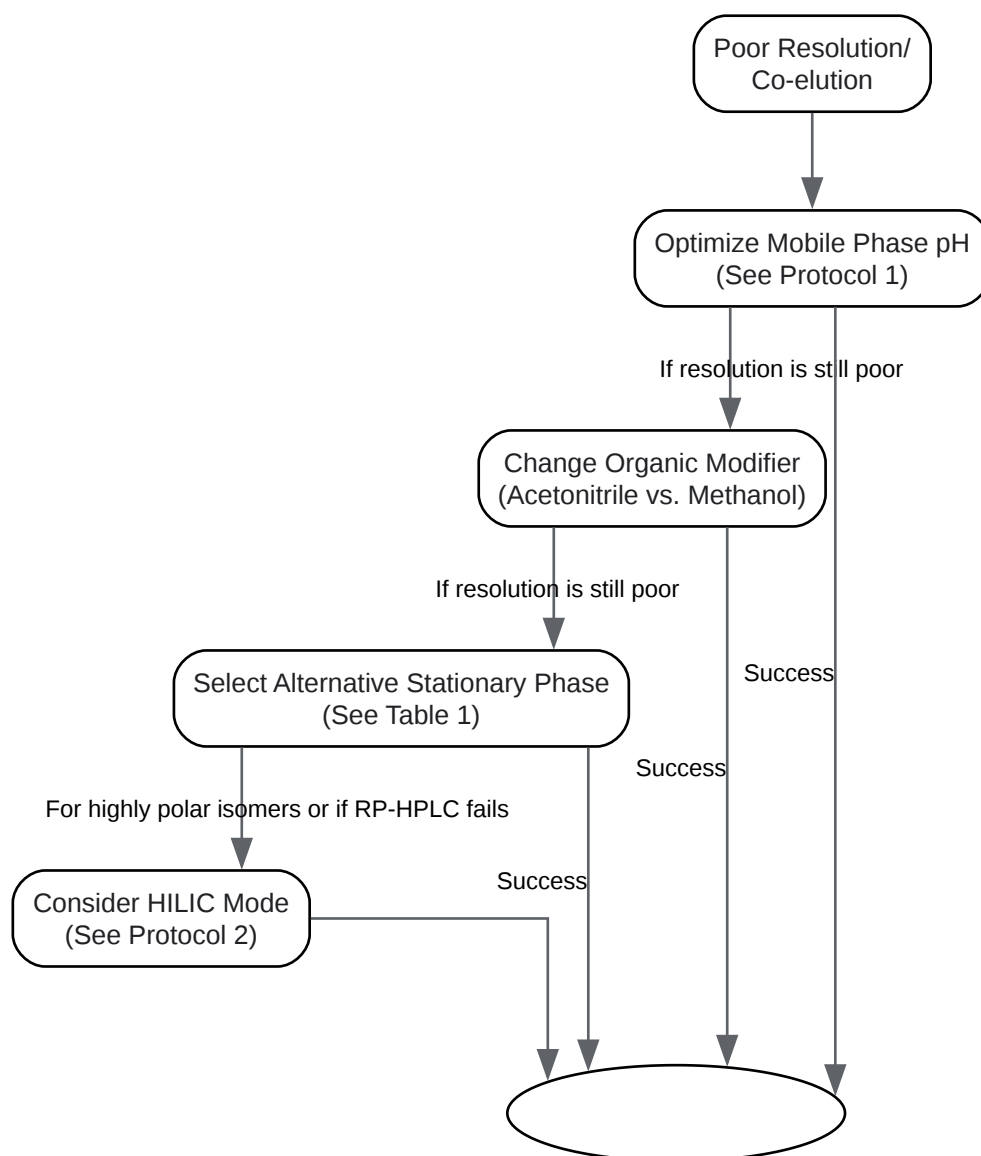 Poor Resolution/
Co-elution
Optimize Mobile Phase pH
(See Protocol 1)
If resolution is still poor
Change Organic Modifier
(Acetonitrile vs. Methanol)
If resolution is still poor
Select Alternative Stationary Phase
(See Table 1)
Success
Success
For highly polar isomers or if RP-HPLC fails
Success
Consider HILIC Mode
(See Protocol 2)